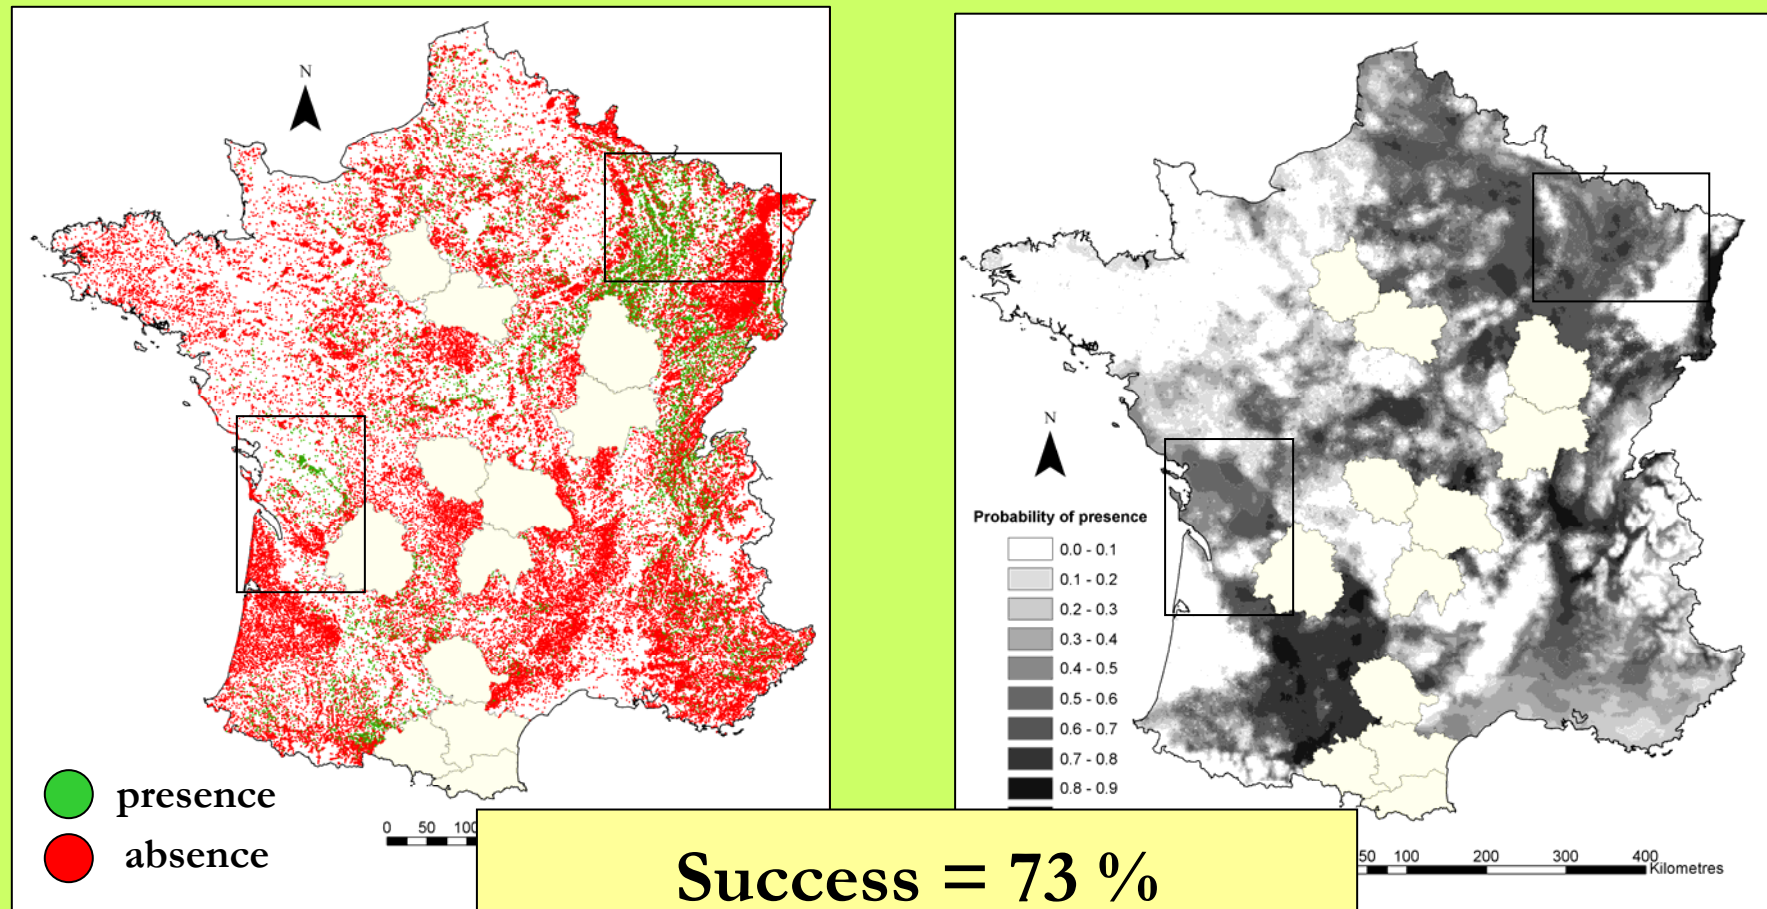 N
presence
absence
0 50 100
N
Probability of presence
0.0 - 0.1
0.1 - 0.2
0.2 - 0.3
0.3 - 0.4
0.4 - 0.5
0.5 - 0.6
0.6 - 0.7
0.7 - 0.8
0.8 - 0.9
50 100 200 300 400
Kilometres
Success = 73 %